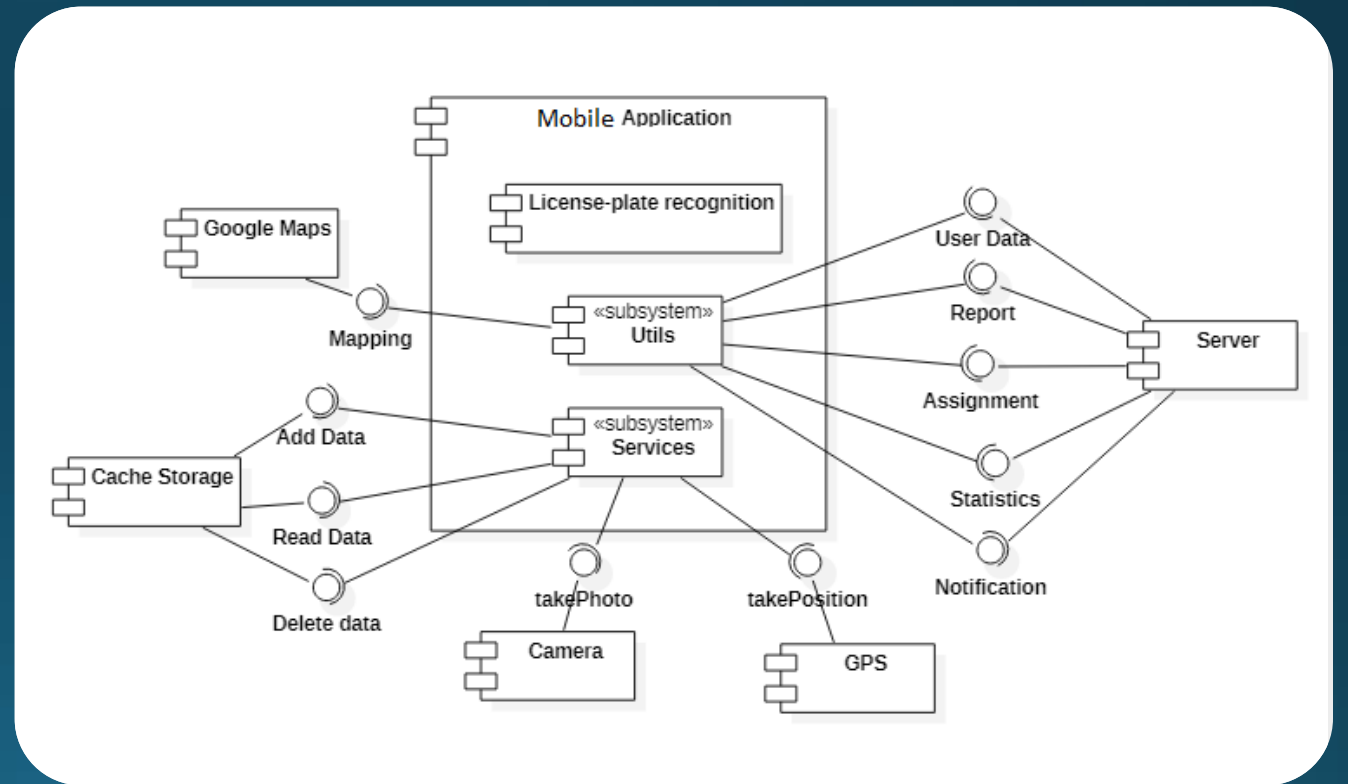 Mobile Application
License-plate recognition
Google Maps
User Data
Report
«subsystem»
Utils
Mapping
Server
Assignment
Add Data
«subsystem»
Services
Cache Storage
Read Data
Statistics
Delete data
takePhoto
takePosition
Notification
Camera
GPS